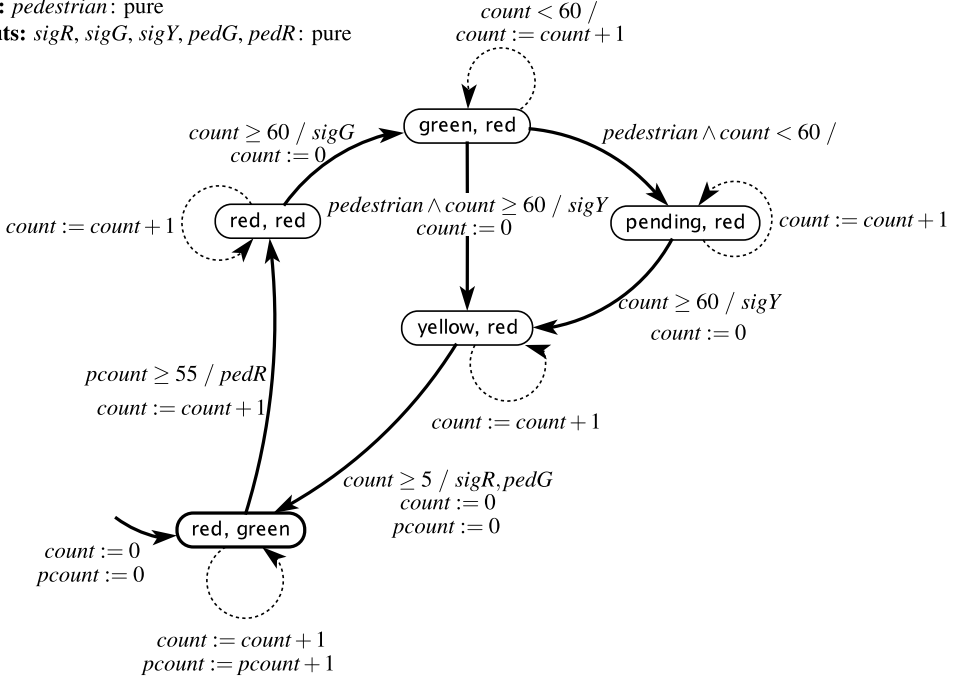 : pedestrian: pure
uts: sigR, sigG, sigY, pedG, pedR: pure
count < 60 /
count := count + 1
green, red
count ≥ 60 / sigG
count := 0
pedestrian ∧ count < 60 /
red, red
count := count + 1
pedestrian ∧ count ≥ 60 / sigY
count := 0
pending, red
count := count + 1
count ≥ 60 / sigY
count := 0
yellow, red
count := count + 1
pcount ≥ 55 / pedR
count := count + 1
count ≥ 5 / sigR, pedG
count := 0
pcount := 0
red, green
count := 0
pcount := 0
count := count + 1
pcount := pcount + 1